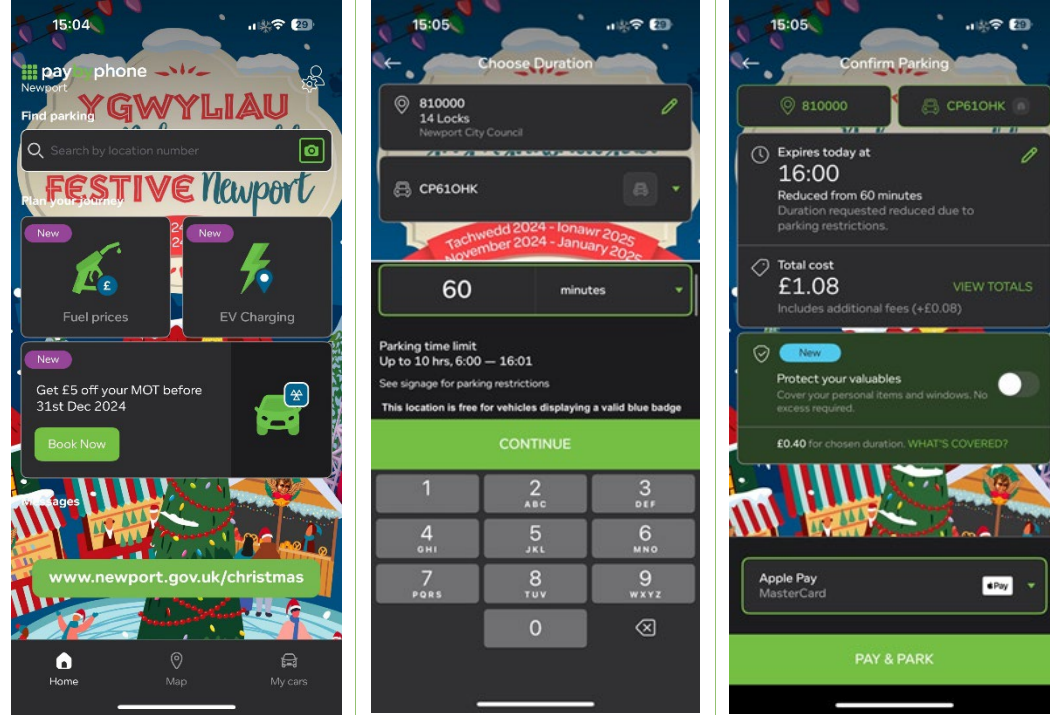 15:04
29
paybyphone
Newport
YGWYLIAU
Find parking
Search by location number
FESTIVE Newport
Plan your journey
New
New
£
Fuel prices
EV Charging
New
Get £5 off your MOT before
31st Dec 2024
Book Now
Messages
www.newport.gov.uk/christmas
Home
Map
My cars
15:05
29
Choose Duration
810000
14 Locks
Newport City Council
CP61OHK
Tachwedd 2024 - Ionawr 2025
November 2024 - January 2025
60
minutes
Parking time limit
Up to 10 hrs, 6:00 — 16:01
See signage for parking restrictions
This location is free for vehicles displaying a valid blue badge
CONTINUE
1
2
ABC
3
DEF
4
GHI
5
JKL
6
MNO
7
PQRS
8
TUV
9
WXYZ
0
15:05
29
Confirm Parking
810000
CP61OHK
Expires today at
16:00
Reduced from 60 minutes
Duration requested reduced due to
parking restrictions.
Total cost
£1.08
VIEW TOTALS
Includes additional fees (+£0.08)
New
Protect your valuables
Cover your personal items and windows. No
excess required.
£0.40 for chosen duration. WHAT'S COVERED?
Apple Pay
MasterCard
Pay
PAY & PARK